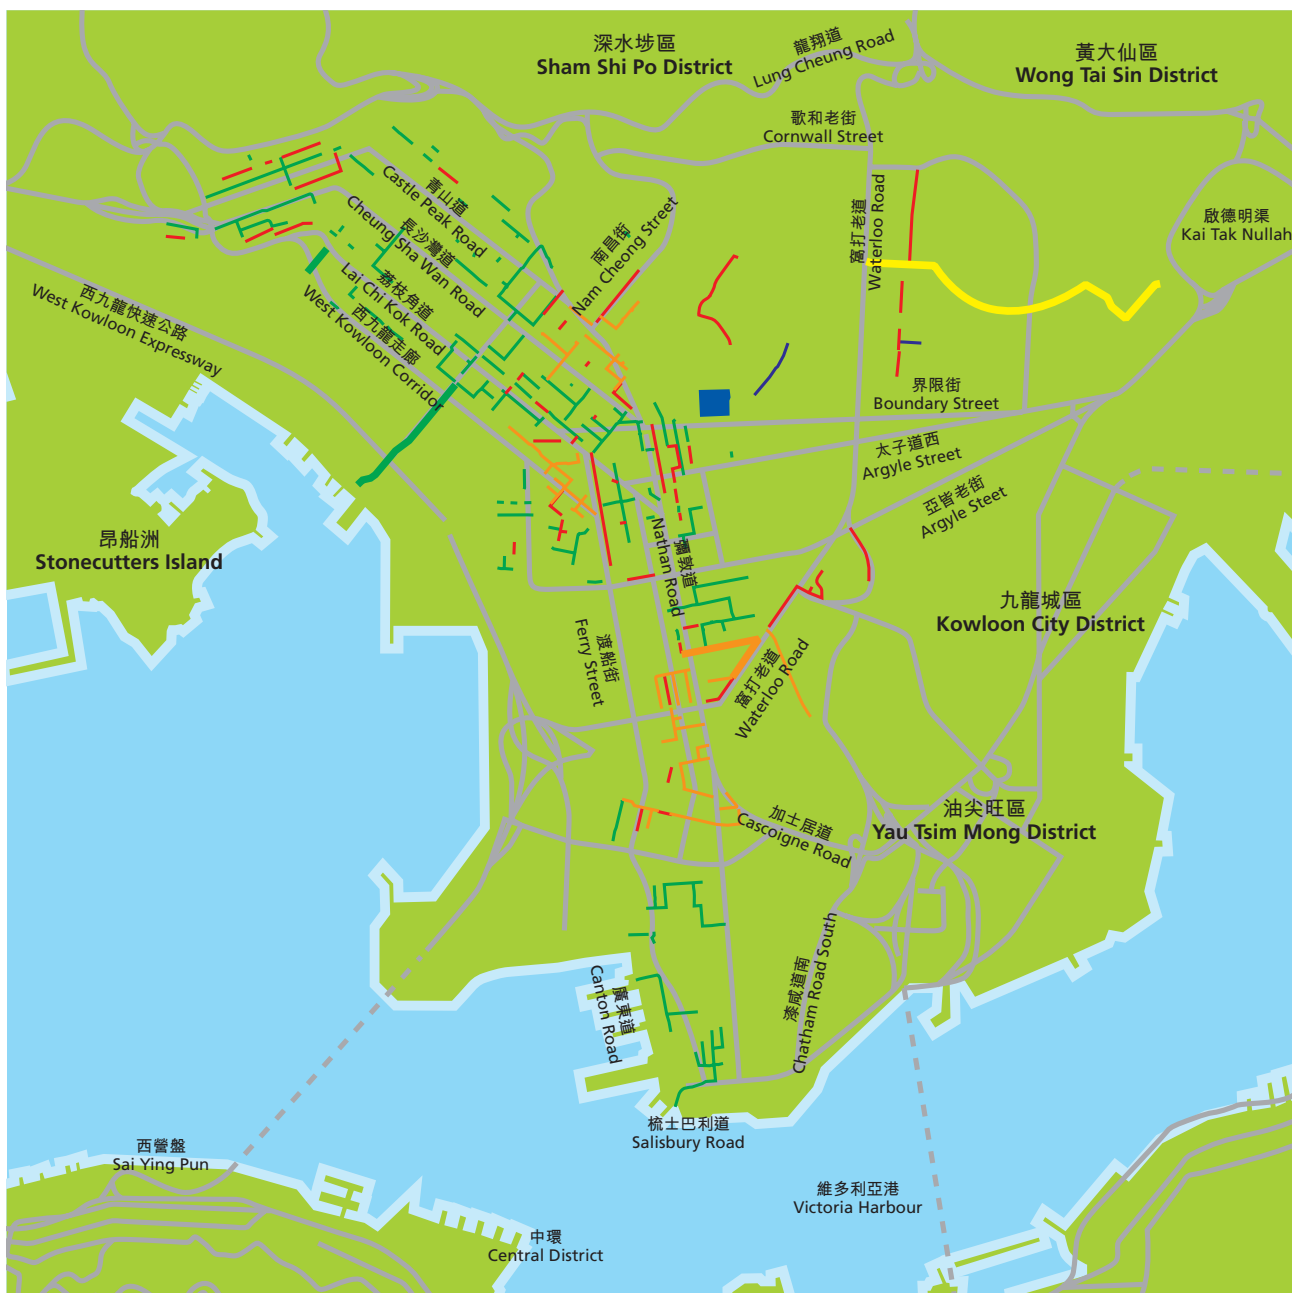 深水埗區
Sham Shi Po District
龍翔道
Lung Cheung Road
黃大仙區
Wong Tai Sin District
歌和老街
Cornwall Street
青山道
Castle Peak Road
長沙灣道
Cheung Sha Wan Road
荔枝角道
Lai Chi Kok Road
西九龍走廊
West Kowloon Corridor
南昌街
Nam Cheong Street
窩打老道
Waterloo Road
啟德明渠
Kai Tak Nullah
西九龍快速公路
West Kowloon Expressway
界限街
Boundary Street
太子道西
Argyle Street
亞皆老街
Argyle Steet
昂船洲
Stonecutters Island
彌敦道
Nathan Road
九龍城區
Kowloon City District
渡船街
Ferry Street
窩打老道
Waterloo Road
加士居道
Cascoigne Road
油尖旺區
Yau Tsim Mong District
廣東道
Canton Road
漆咸道南
Chatham Road South
梳士巴利道
Salisbury Road
西營盤
Sai Ying Pun
維多利亞港
Victoria Harbour
中環
Central District